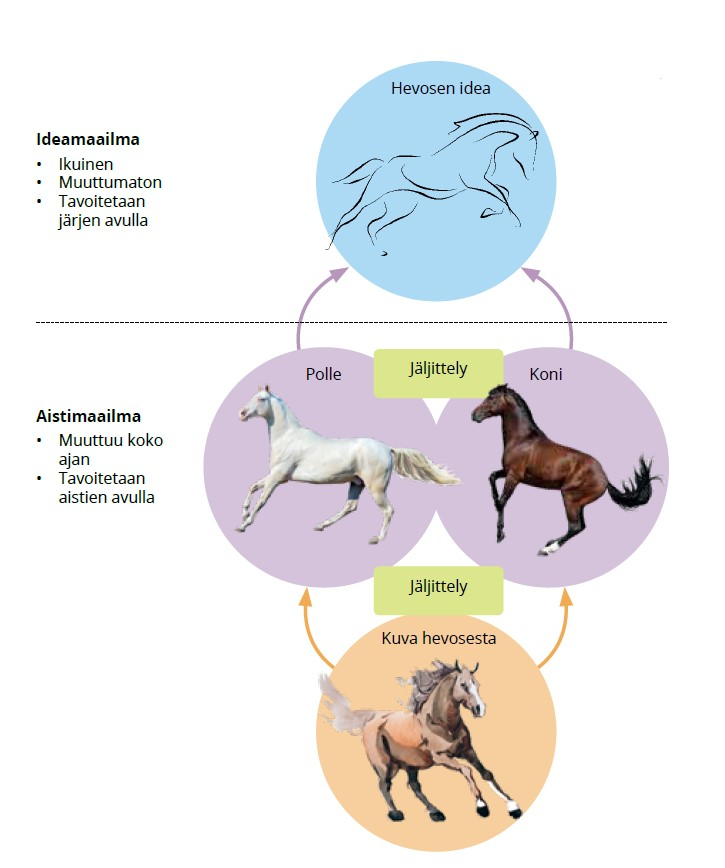 Hevosen idea
Ideamaailma
• Ikuinen
• Muuttumaton
• Tavoitetaan
järjen avulla
Polle
Jäljittely
Koni
Aistimaailma
• Muuttuu koko
ajan
• Tavoitetaan
aistien avulla
Jäljittely
Kuva hevosesta